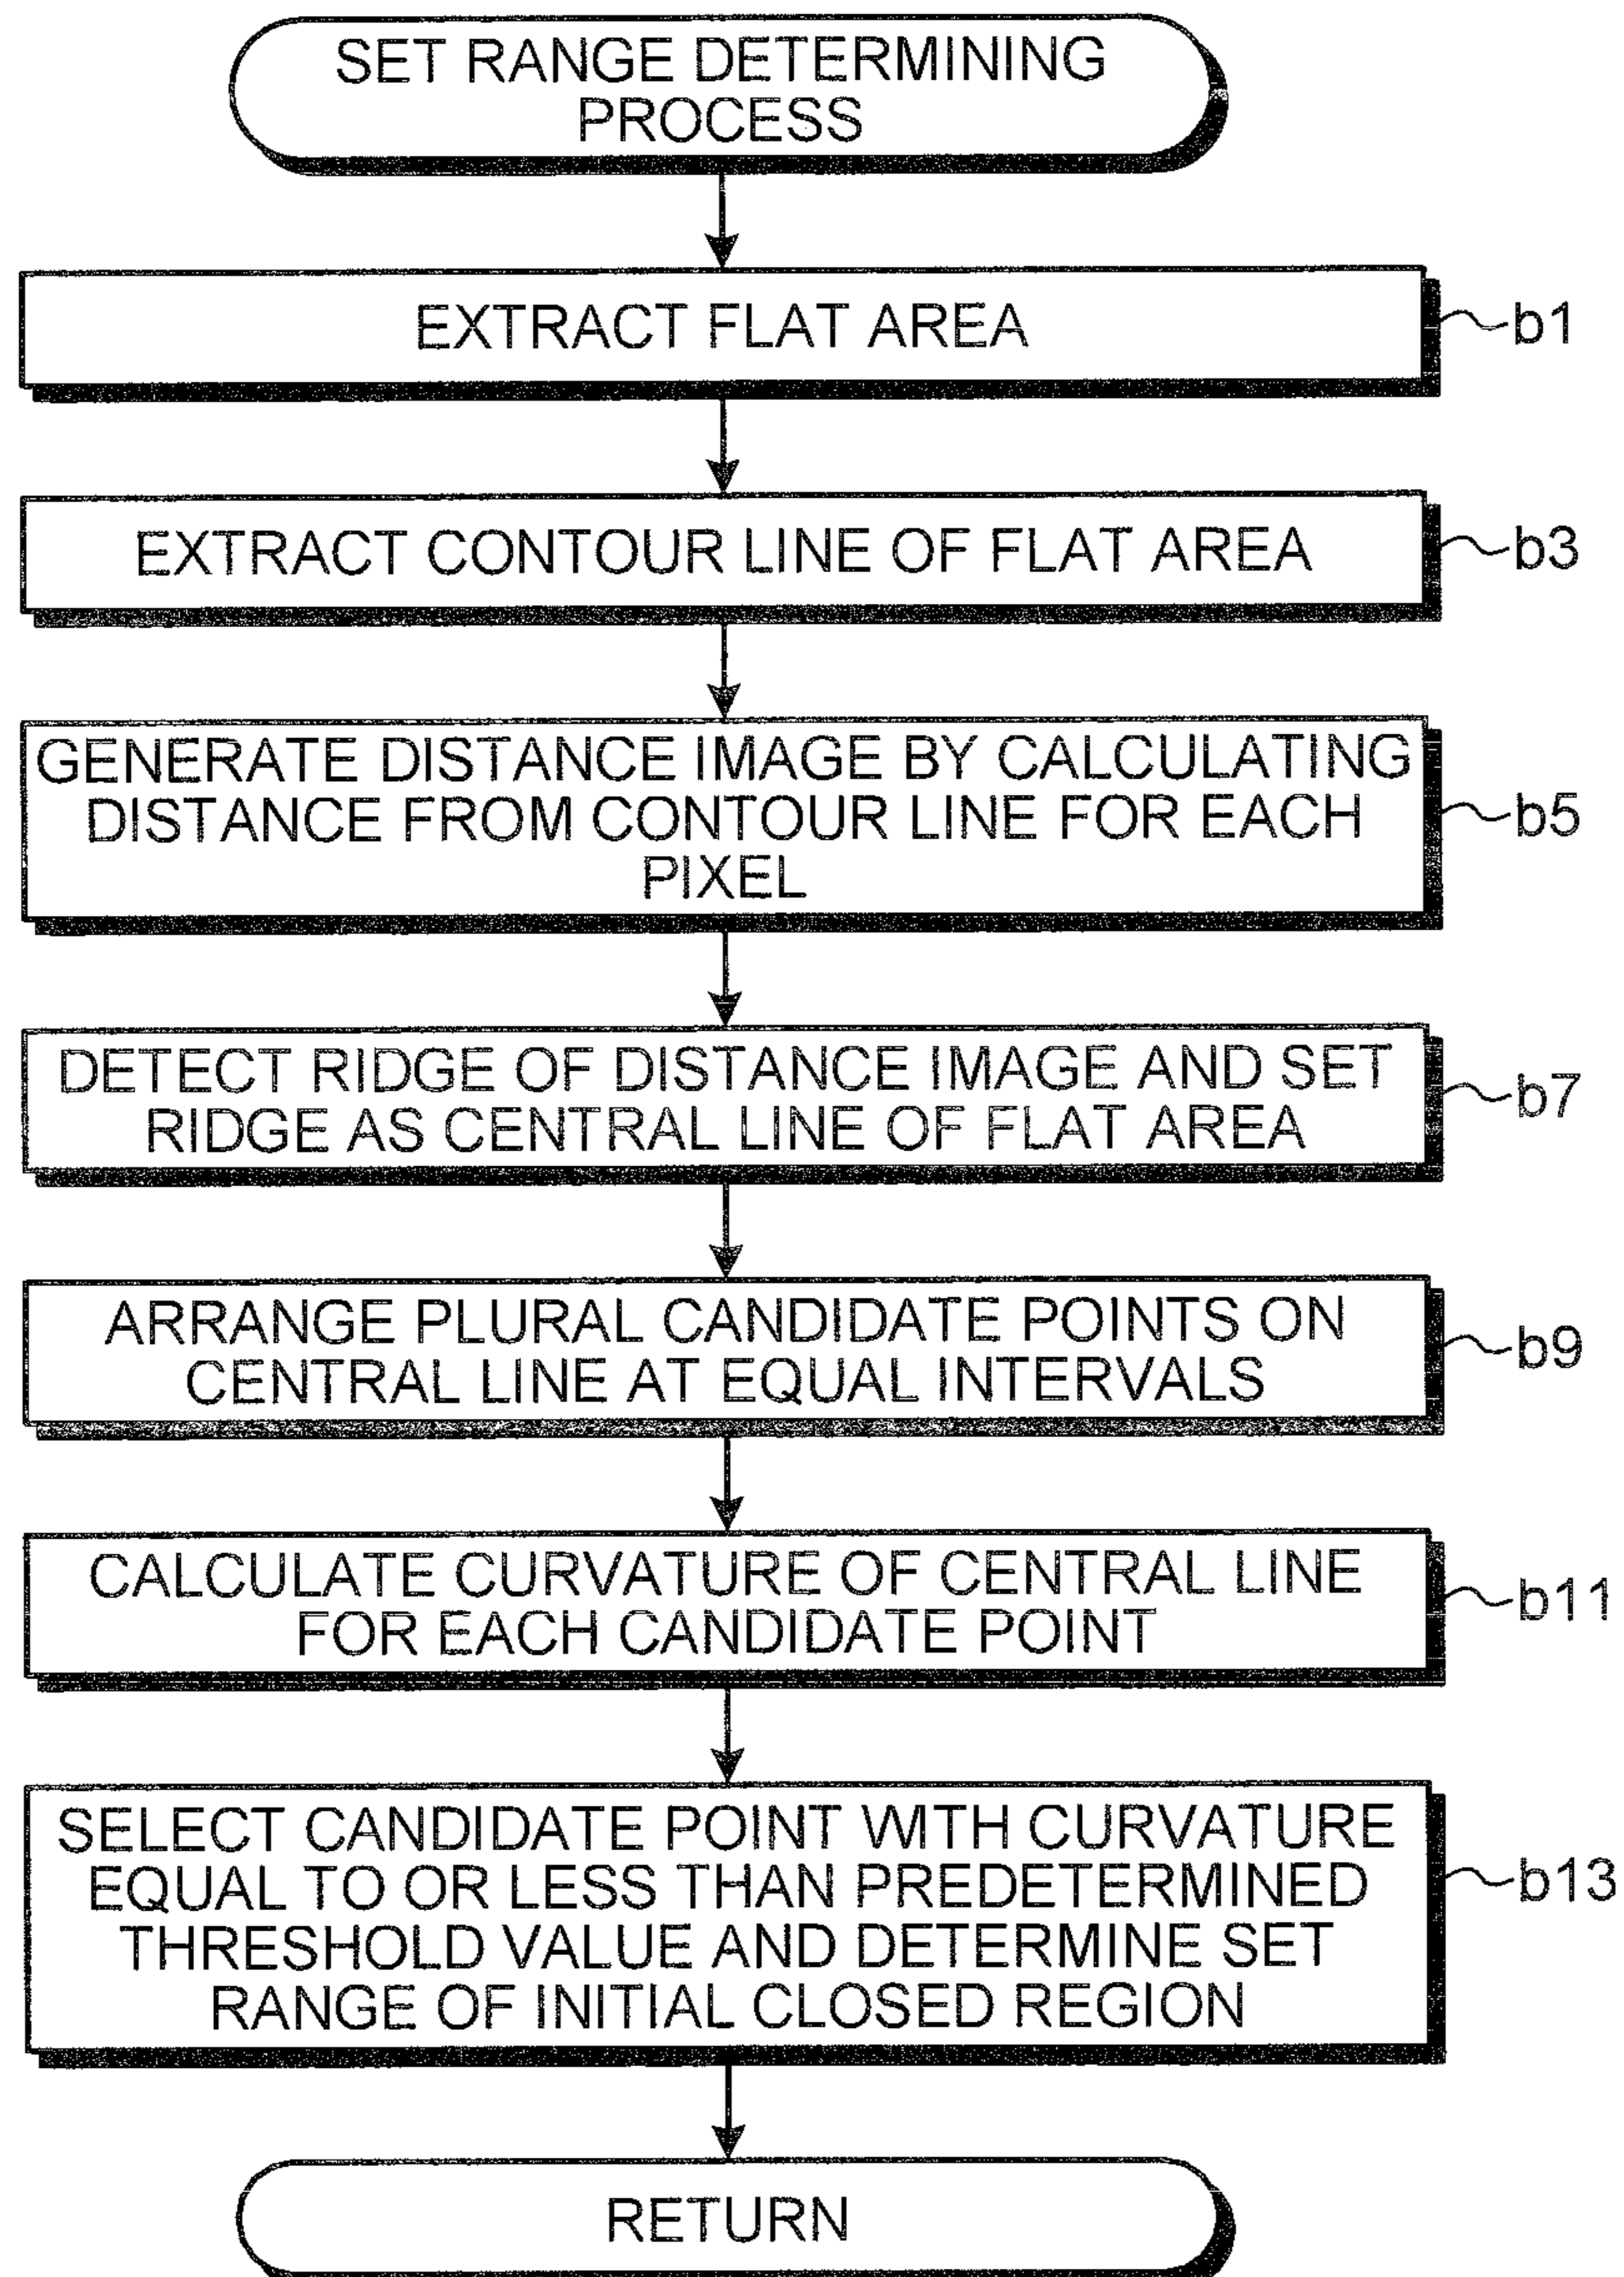 SET RANGE DETERMINING
PROCESS
EXTRACT FLAT AREA
b1
EXTRACT CONTOUR LINE OF FLAT AREA
b3
GENERATE DISTANCE IMAGE BY CALCULATING
DISTANCE FROM CONTOUR LINE FOR EACH
PIXEL
b5
DETECT RIDGE OF DISTANCE IMAGE AND SET
RIDGE AS CENTRAL LINE OF FLAT AREA
b7
ARRANGE PLURAL CANDIDATE POINTS ON
CENTRAL LINE AT EQUAL INTERVALS
b9
CALCULATE CURVATURE OF CENTRAL LINE
FOR EACH CANDIDATE POINT
b11
SELECT CANDIDATE POINT WITH CURVATURE
EQUAL TO OR LESS THAN PREDETERMINED
THRESHOLD VALUE AND DETERMINE SET
RANGE OF INITIAL CLOSED REGION
b13
RETURN